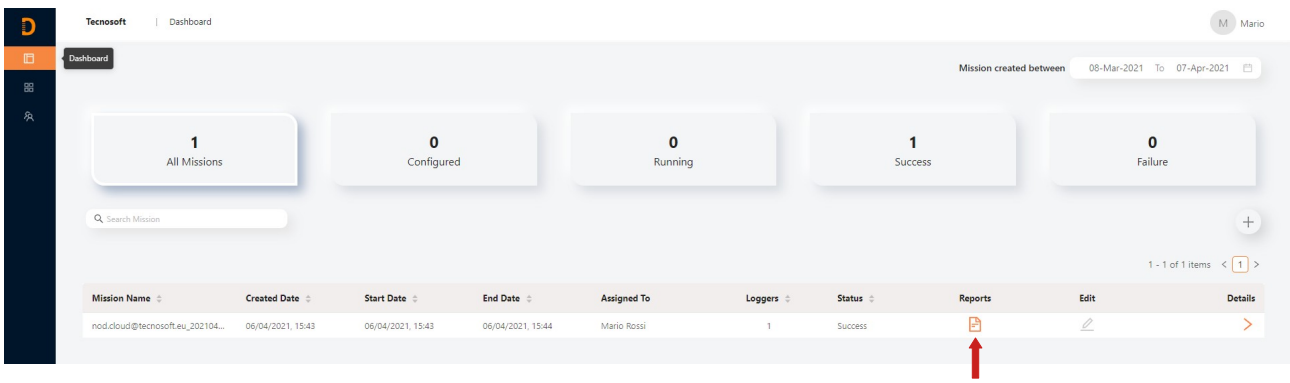 D
Tecnosoft | Dashboard
M Mario
Dashboard
Mission created between 08-Mar-2021 To 07-Apr-2021
1
All Missions
0
Configured
0
Running
1
Success
0
Failure
Search Mission
+
1 - 1 of 1 items < 1 >
Mission Name Created Date Start Date End Date Assigned To Loggers Status Reports Edit Details
nod.cloud@tecnosoft.eu_202104... 06/04/2021, 15:43 06/04/2021, 15:43 06/04/2021, 15:44 Mario Rossi 1 Success